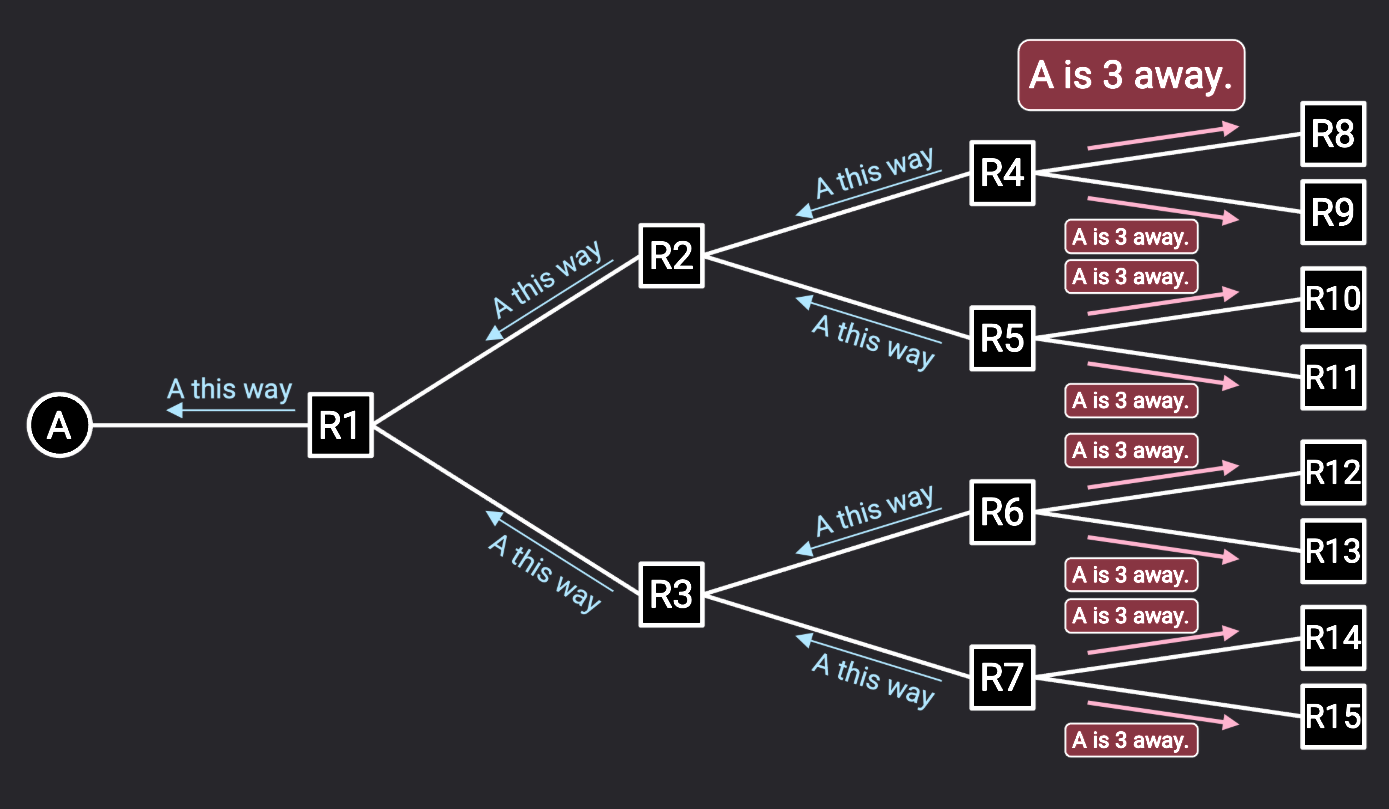 A is 3 away.
R8
A this way
R4
R9
A is 3 away.
R2
A this way
A is 3 away.
R10
A this way
R5
R11
A this way
A is 3 away.
A
R1
A is 3 away.
R12
A this way
R6
A this way
R13
A is 3 away.
R3
A is 3 away.
R14
A this way
R7
R15
A is 3 away.